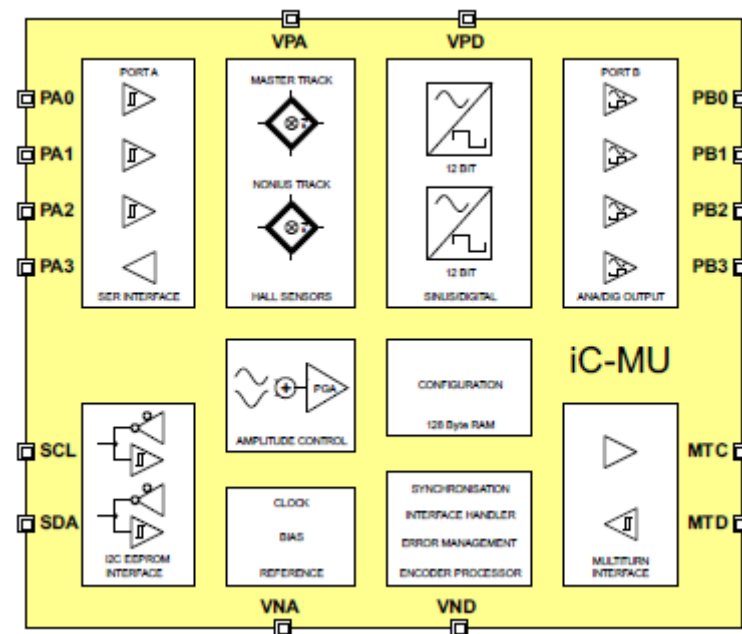 VPA
VPD
PORT A
MASTER TRACK
PORT B
PA0
PB0
PA1
PB1
12 BIT
NONIUS TRACK
PA2
PB2
PA3
PB3
12 BIT
SER INTERFACE
HALL SENSORS
SINUS/DIGITAL
ANA/DIG OUTPUT
iC-MU
PGA
CONFIGURATION
128 Byte RAM
AMPLITUDE CONTROL
SCL
MTC
SYNCHRONISATION
CLOCK
INTERFACE HANDLER
SDA
MTD
BIAS
ERROR MANAGEMENT
I2C EEPROM
INTERFACE
REFERENCE
ENCODER PROCESSOR
MULTITURN
INTERFACE
VNA
VND